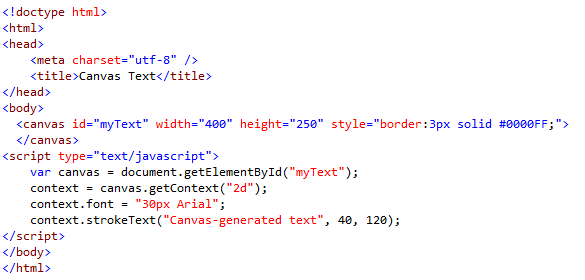 <!doctype html>
<html>
<head>
    <meta charset="utf-8" />
    <title>Canvas Text</title>
</head>
<body>
  <canvas id="myText" width="400" height="250" style="border:3px solid #0000FF;">
  </canvas>
<script type="text/javascript">
    var canvas = document.getElementById("myText");
    context = canvas.getContext("2d");
    context.font = "30px Arial";
    context.strokeText("Canvas-generated text", 40, 120);
</script>
</body>
</html>